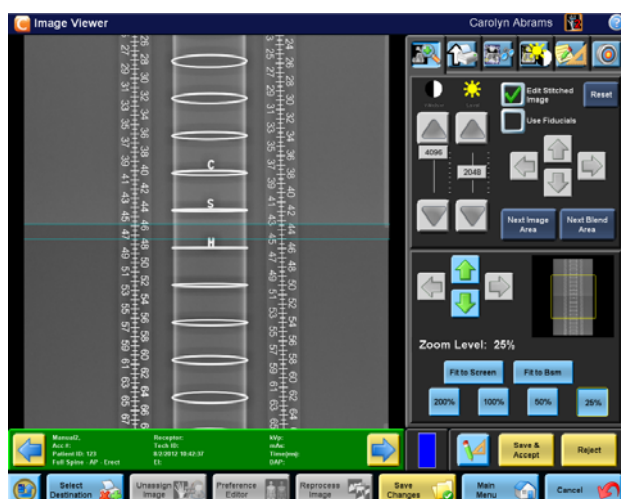 Image Viewer
Carolyn Abrams
Edit Stitched
Image
Reset
Use Fiducials
Window
Level
4096
2048
Next Image
Area
Next Blend
Area
C
S
H
Zoom Level: 25%
Fit to Screen
Fit to Bsm
200%
100%
50%
25%
Manual2,
Acc #:
Patient ID: 123
Full Spine - AP - Erect
Receptor:
Tech ID:
8/2/2012 10:42:37
EI:
kVp:
mAs:
Time(ms):
DAP:
Save &
Accept
Reject
Select
Destination
Unassign
Image
Preference
Editor
Reprocess
Image
Save
Changes
Main
Menu
Cancel